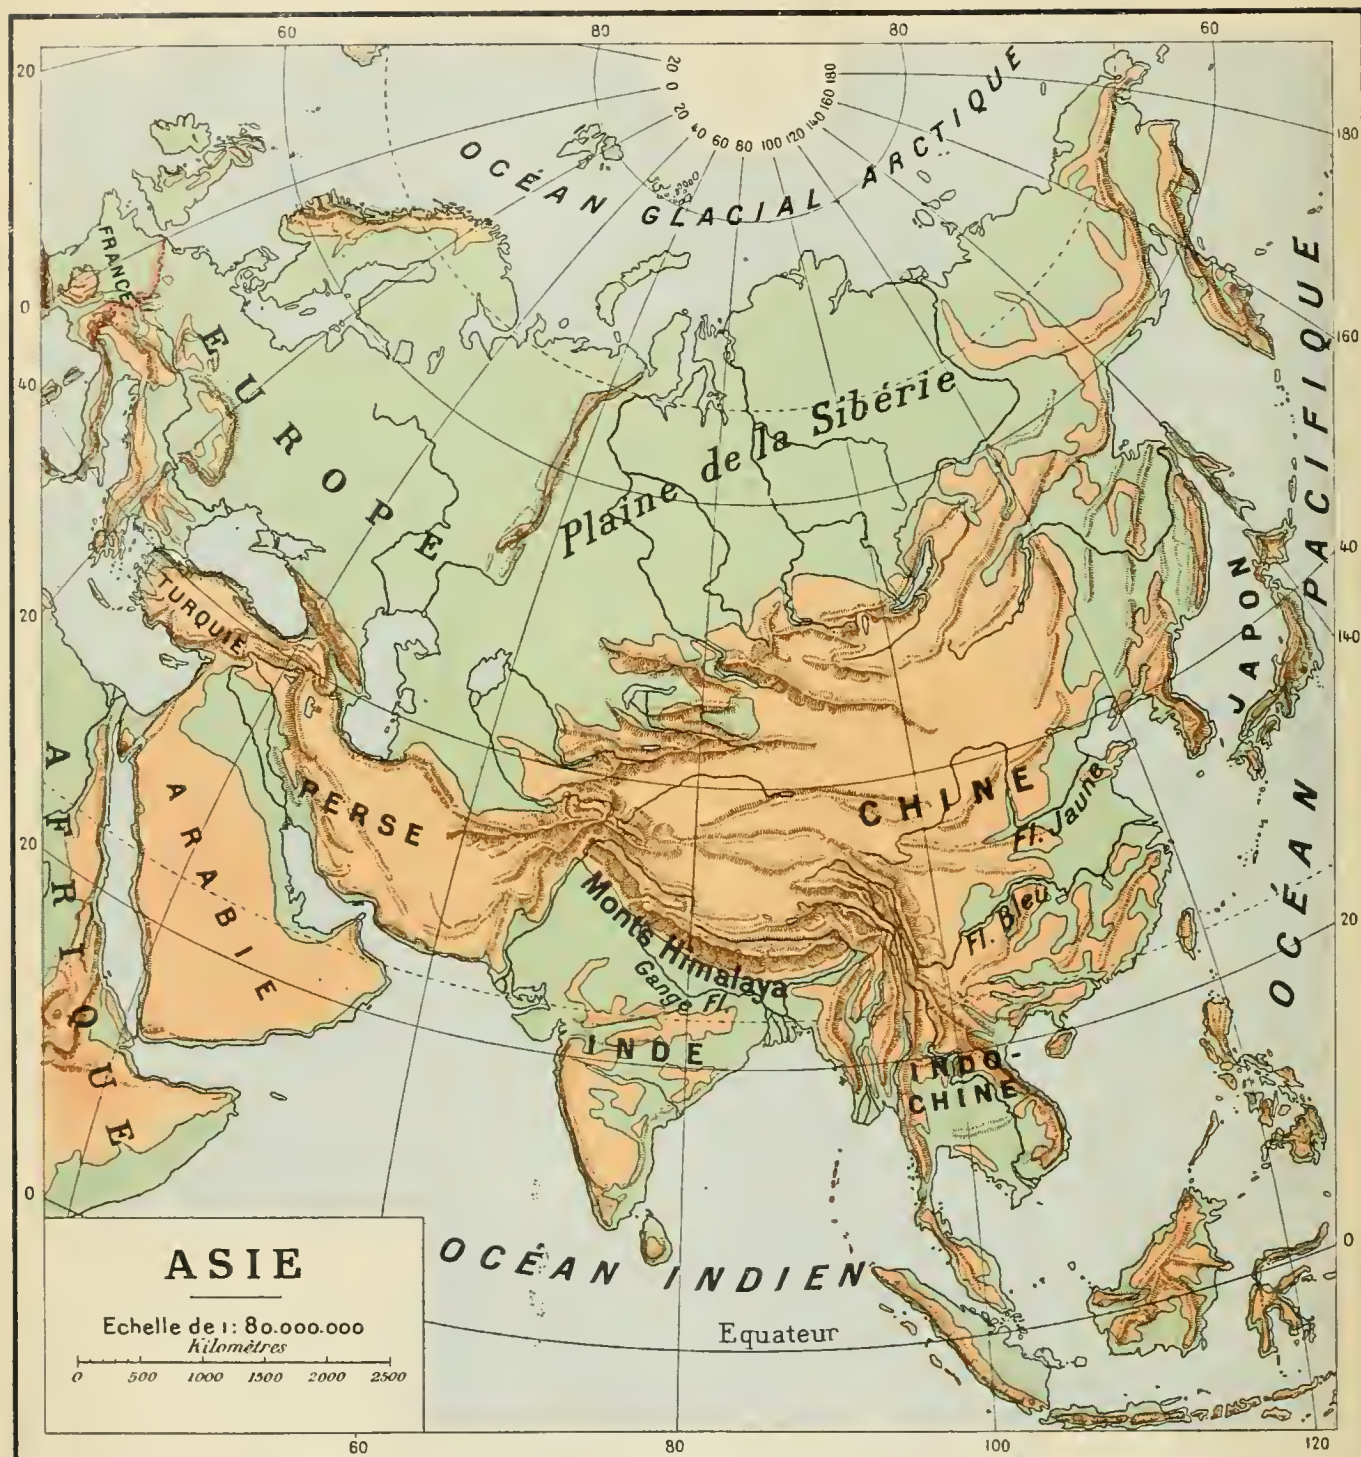 60 80 80 60
20
20 0 20 40 60 80 100 120 140 160 180 180
180
OCÉAN GLACIAL ARCTIQUE
FRANCE
0
160
40
EUROPE
Plaine de la Sibérie
OCÉAN PACIFIQUE
40
JAPON
TURQUIE
20
140
AFRIQUE
ARABIE
PERSE
CHINE
Fl. Jaune
20
Monts Himalaya
Fl. Bleu
20
Gange Fl.
INDE
INDO-
CHINE
0
0
OCÉAN INDIEN
Equateur
ASIE
Echelle de 1: 80.000.000
Kilomètres
0 500 1000 1500 2000 2500
60 80 100 120